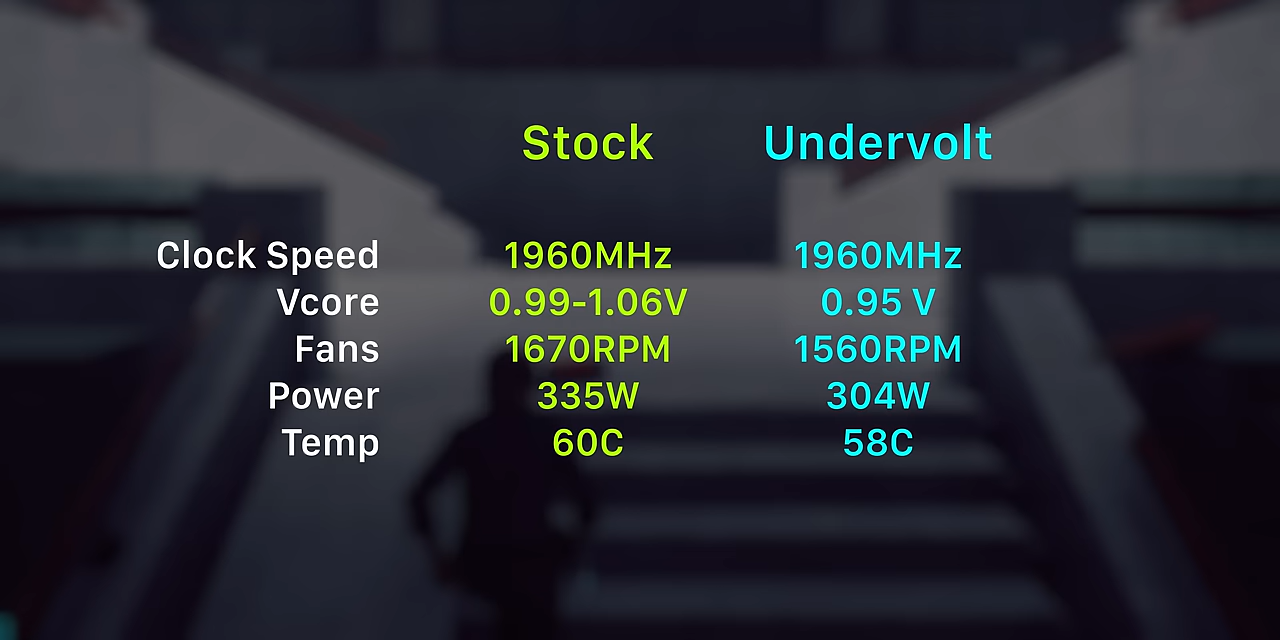 Stock Undervolt
Clock Speed 1960MHz 1960MHz
Vcore 0.99-1.06V 0.95 V
Fans 1670RPM 1560RPM
Power 335W 304W
Temp 60C 58C